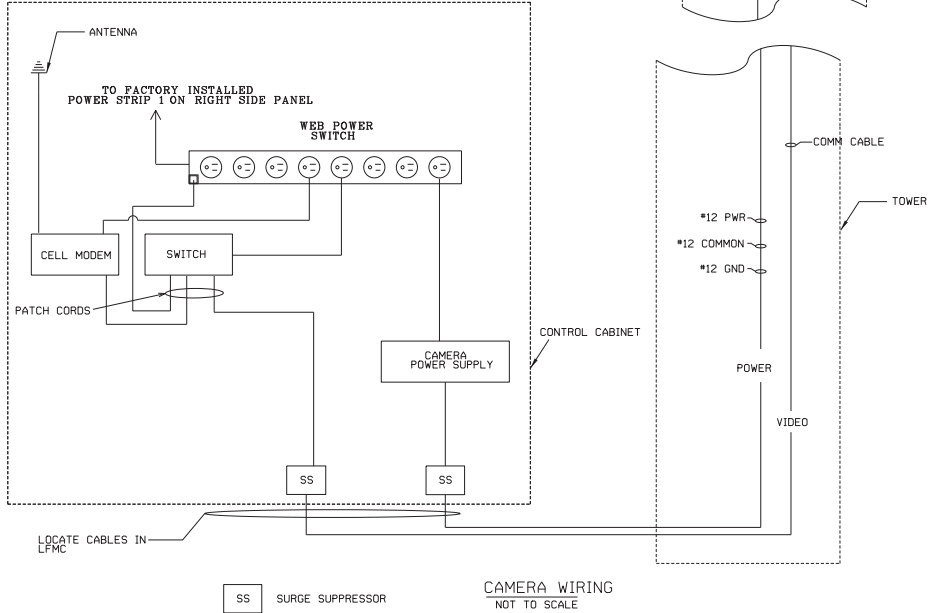 ANTENNA
TO FACTORY INSTALLED
POWER STRIP 1 ON RIGHT SIDE PANEL
WEB POWER
SWITCH
COMM CABLE
TOWER
#12 PWR
#12 COMMON
#12 GND
CELL MODEM
SWITCH
PATCH CORDS
CONTROL CABINET
CAMERA
POWER SUPPLY
POWER
VIDEO
SS
SS
LOCATE CABLES IN
LFMC
SS
SURGE SUPPRESSOR
CAMERA WIRING
NOT TO SCALE